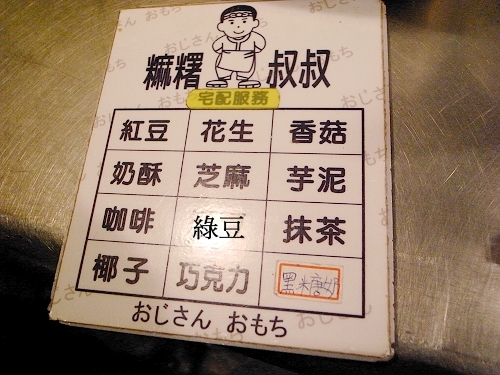 麻糬 叔叔
宅配服務
紅豆 花生 香菇
奶酥 芝麻 芋泥
咖啡 綠豆 抹茶
椰子 巧克力 黑糖奶
おじさん おもち